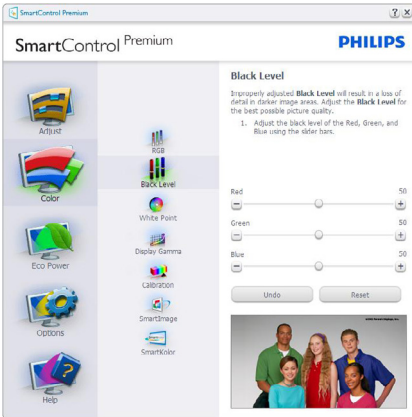 SmartControl Premium
SmartControl Premium
PHILIPS
Adjust
Color
Eco Power
Options
Help
RGB
Black Level
White Point
Display Gamma
Calibration
SmartImage
SmartKolor
Black Level
Improperly adjusted Black Level will result in a loss of
detail in darker image areas. Adjust the Black Level for
the best possible picture quality.
1. Adjust the black level of the Red, Green, and
Blue using the sider bars.
Red 50
Green 50
Blue 50
Undo
Reset